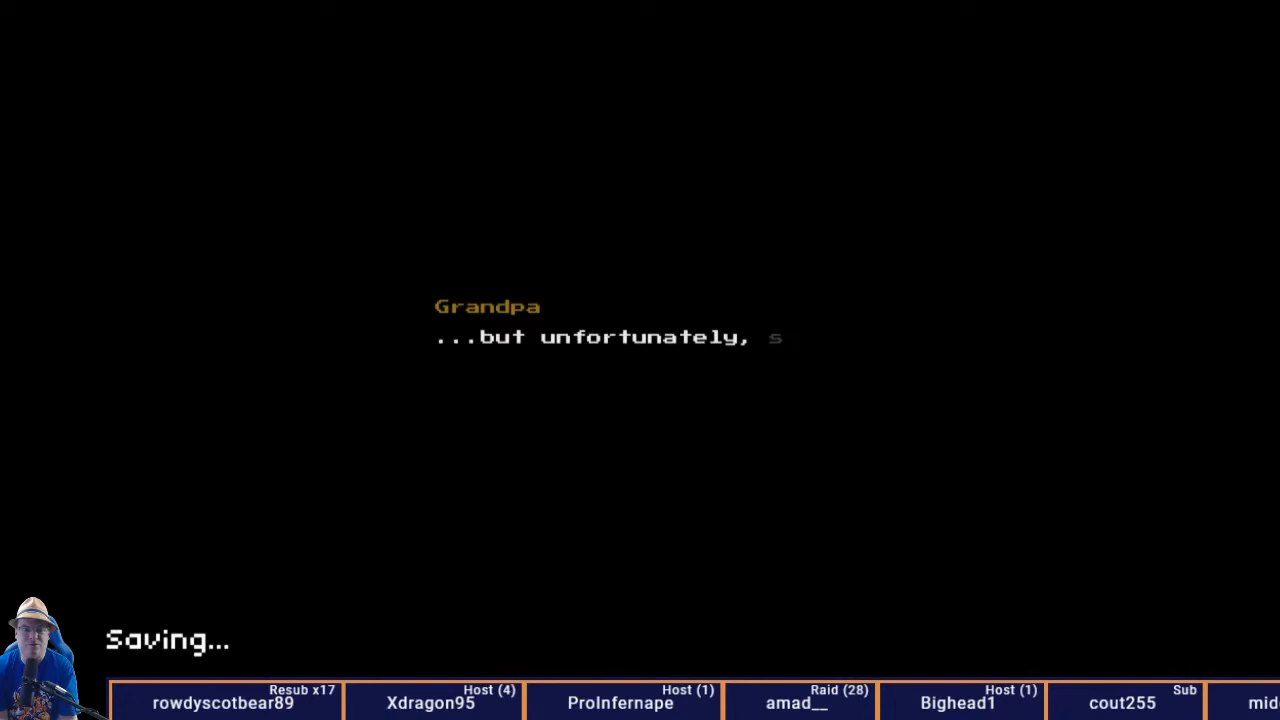 Grandpa
...but unfortunately, s
Saving...
Resub x17
rowdyscotbear89
Host (4)
Xdragon95
Host (1)
ProInfernape
Raid (28)
amad__
Host (1)
Bighead1
Sub
cout255
mid